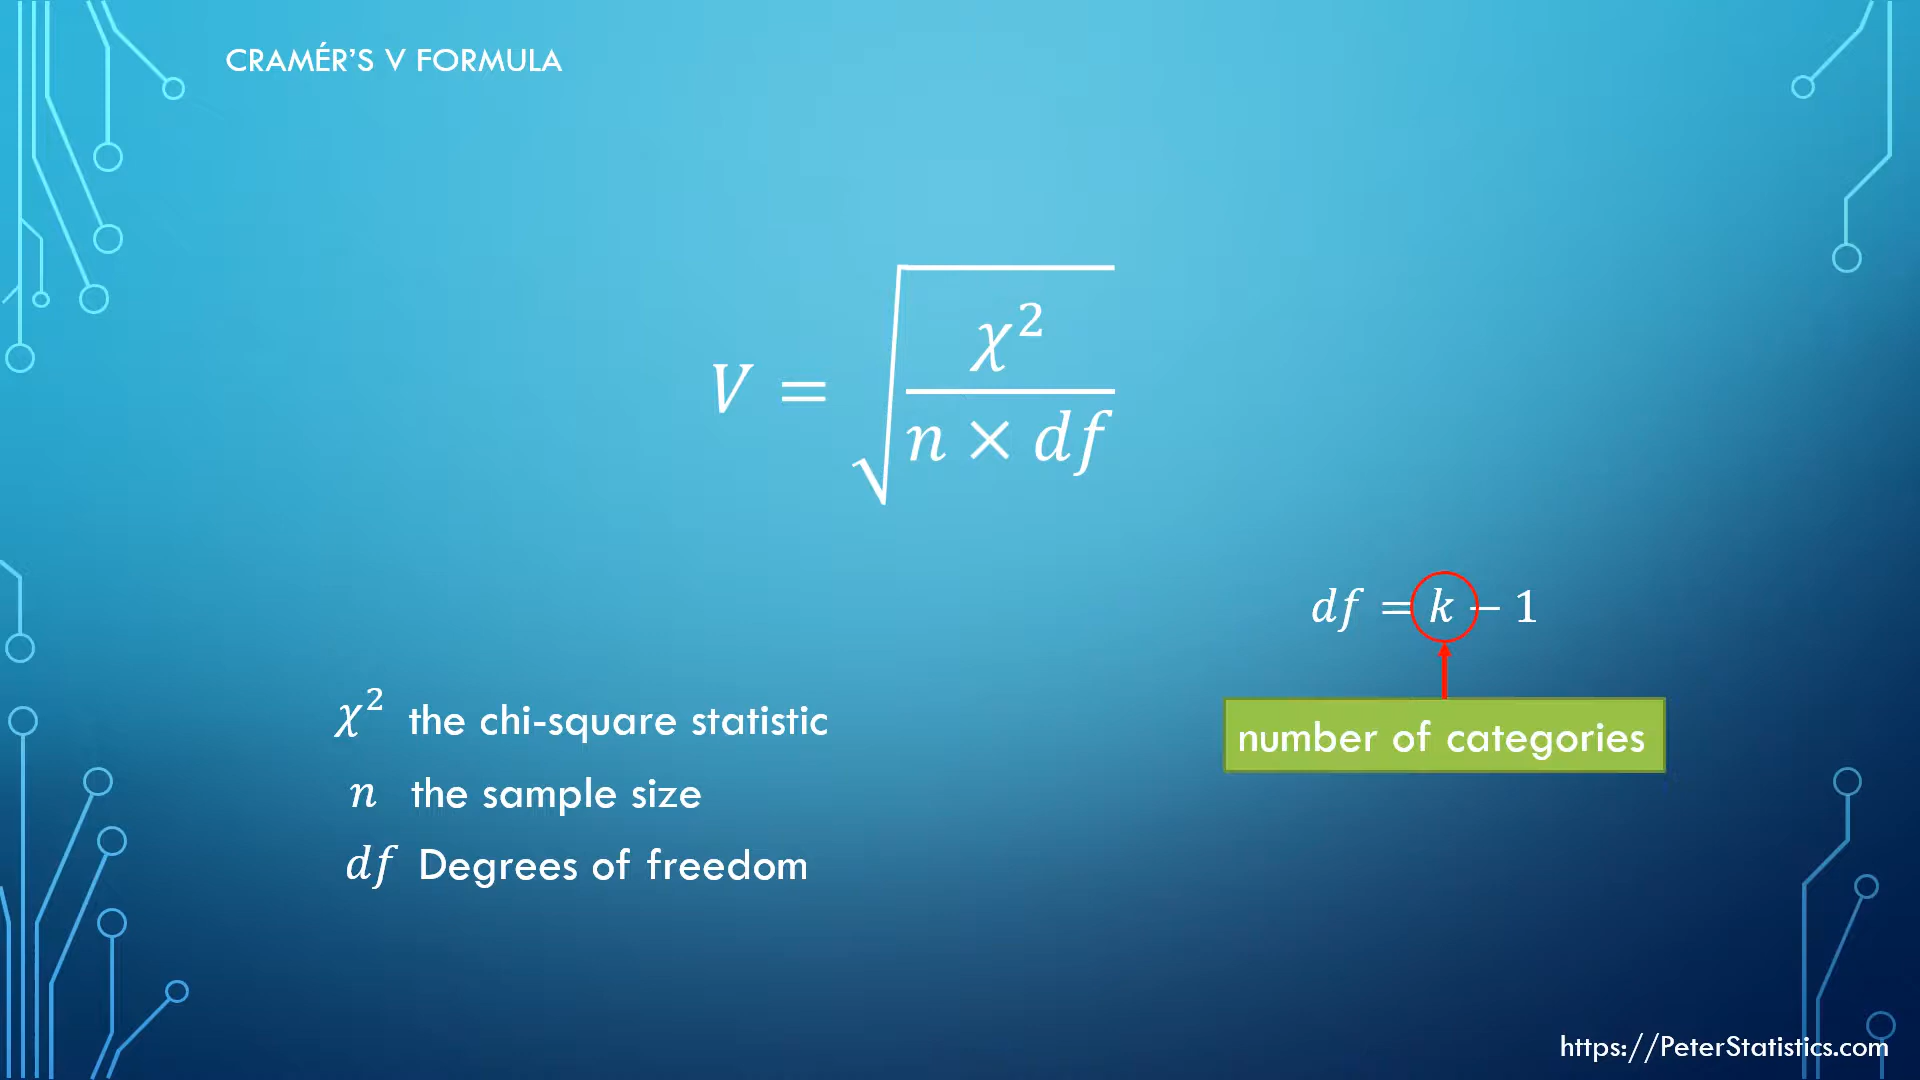 CRAMÉR’S V FORMULA
V = √(χ² / (n × df))
df = k − 1
number of categories
χ² the chi-square statistic
n the sample size
df Degrees of freedom
https://PeterStatistics.com